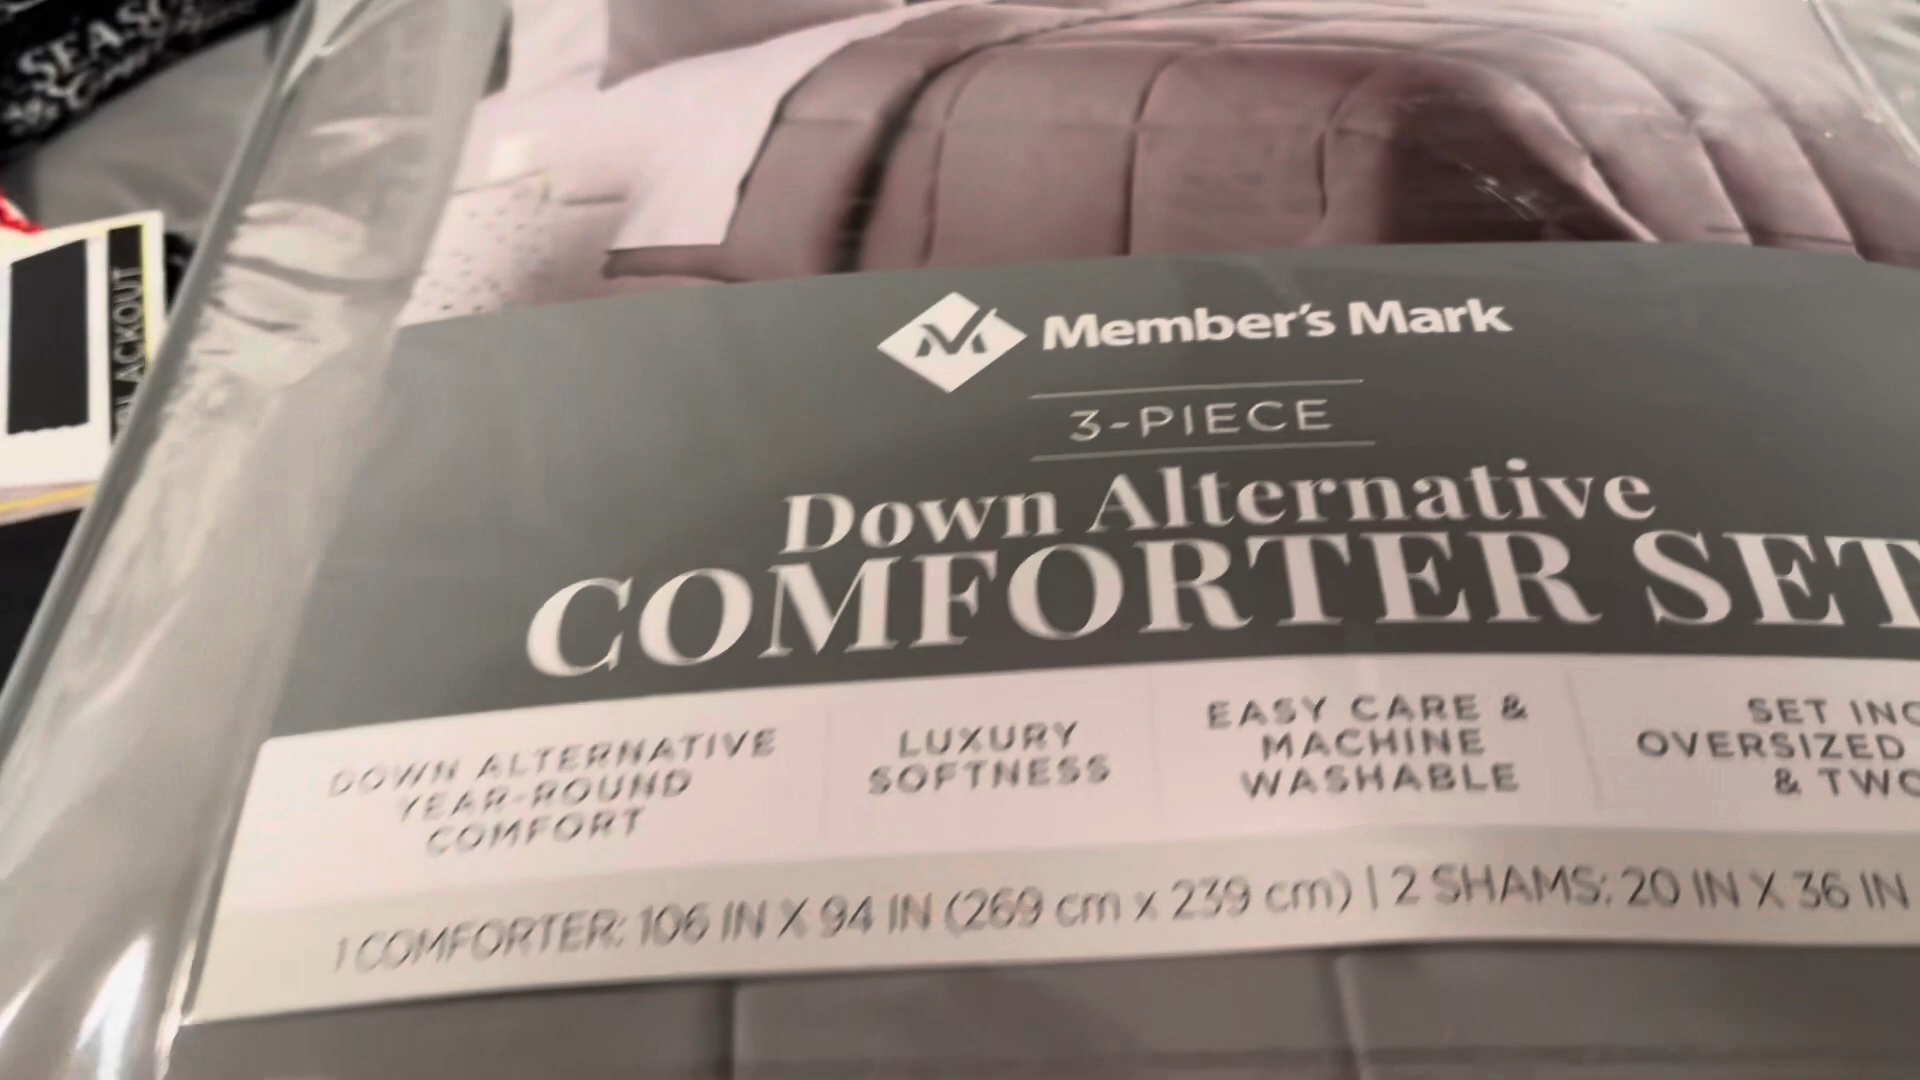 BLACKOUT
Member's Mark
3-PIECE
Down Alternative
COMFORTER SET
DOWN ALTERNATIVE
YEAR-ROUND
COMFORT
LUXURY
SOFTNESS
EASY CARE &
MACHINE
WASHABLE
SET INC
OVERSIZED
& TWO
1 COMFORTER: 106 IN X 94 IN (269 cm x 239 cm) | 2 SHAMS: 20 IN X 36 IN